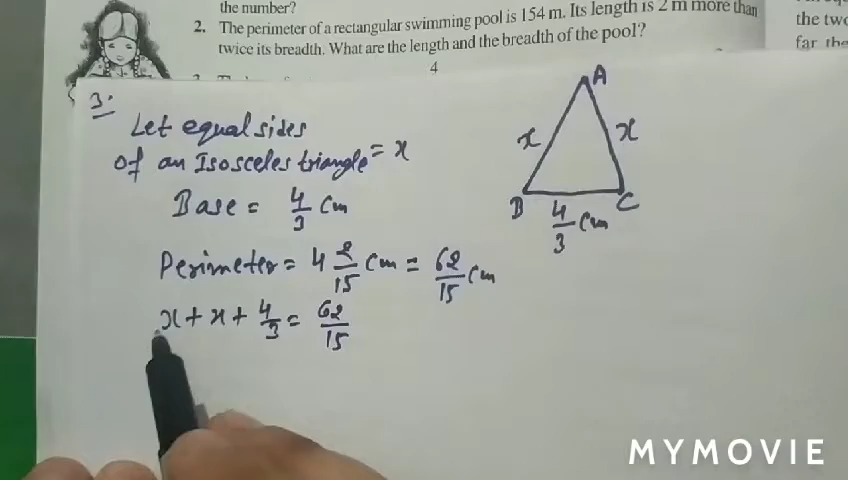 the number?
2. The perimeter of a rectangular swimming pool is 154 m. Its length is 2 m more than
twice its breadth. What are the length and the breadth of the pool?
the two
far the
4
3.
Let equal sides
of an Isosceles triangle = x
Base = 4/3 cm
Perimeter = 4 2/15 cm = 62/15 cm
x + x + 4/3 = 62/15
A
x
x
B
C
4/3 cm
MYMOVIE